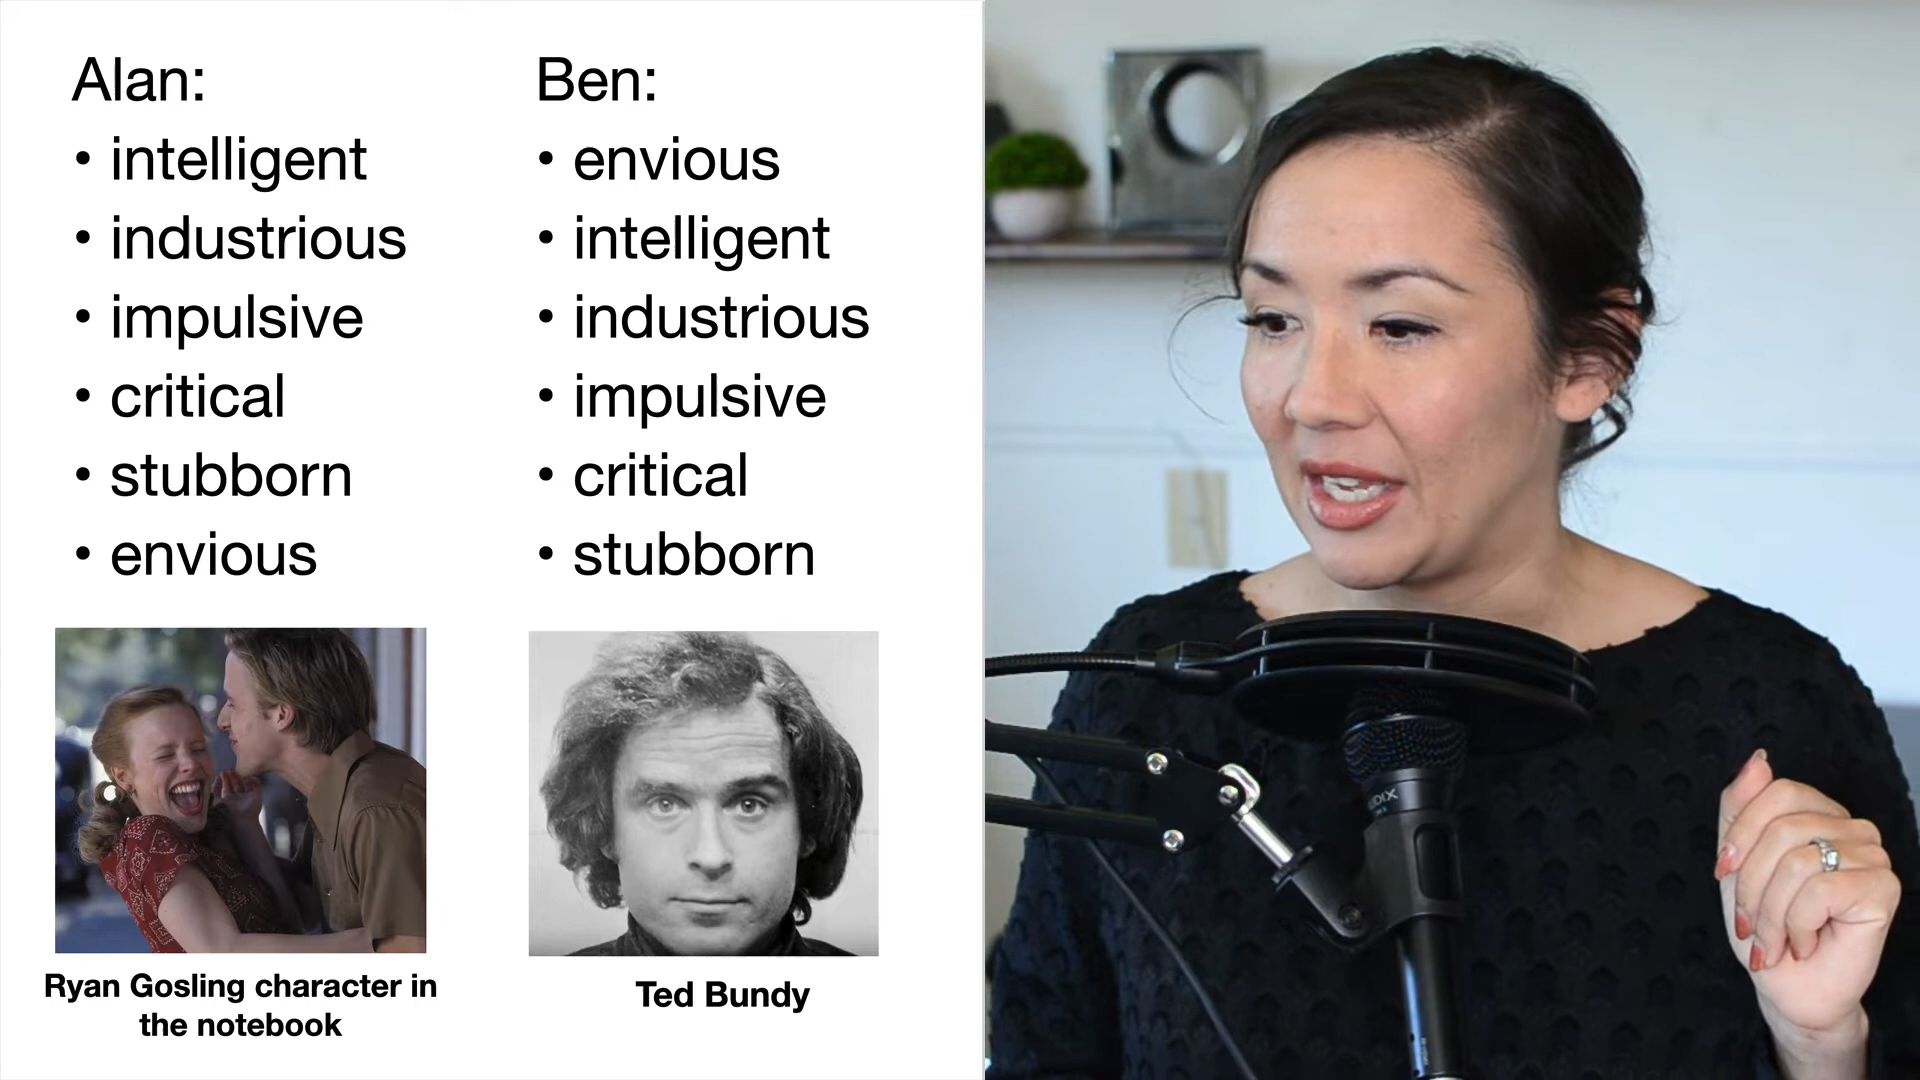 Alan:
• intelligent
• industrious
• impulsive
• critical
• stubborn
• envious
Ryan Gosling character in
the notebook
Ben:
• envious
• intelligent
• industrious
• impulsive
• critical
• stubborn
Ted Bundy